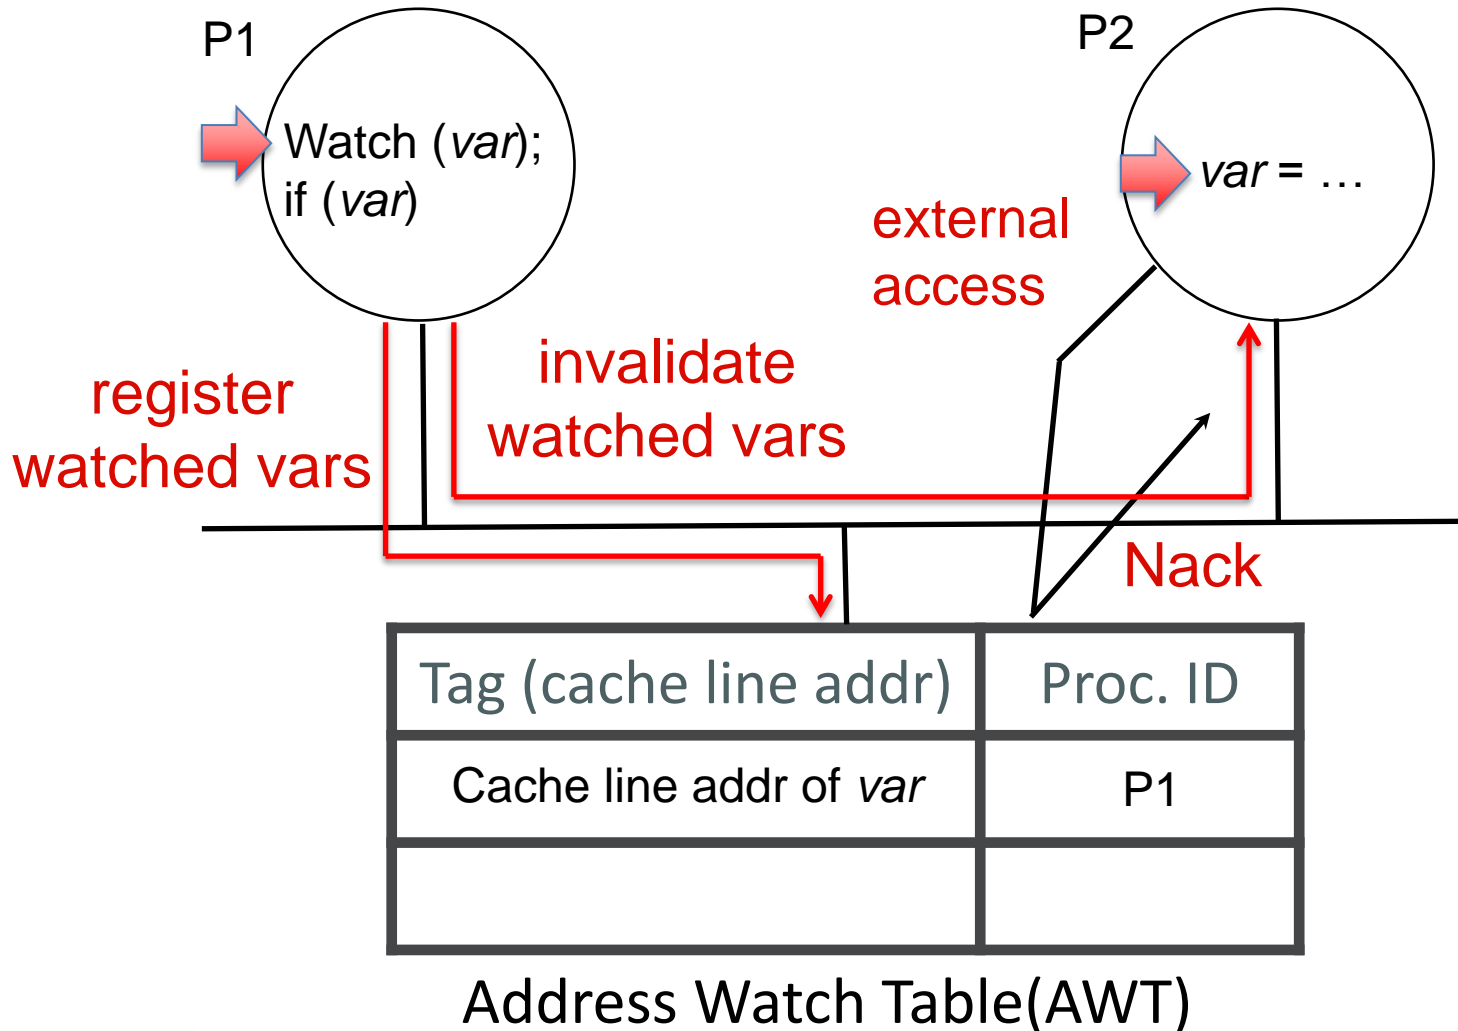 P1
P2
Watch (var);
if (var)
var = …
external
access
invalidate
watched vars
register
watched vars
Nack
Tag (cache line addr)
Proc. ID
Cache line addr of var
P1
Address Watch Table(AWT)